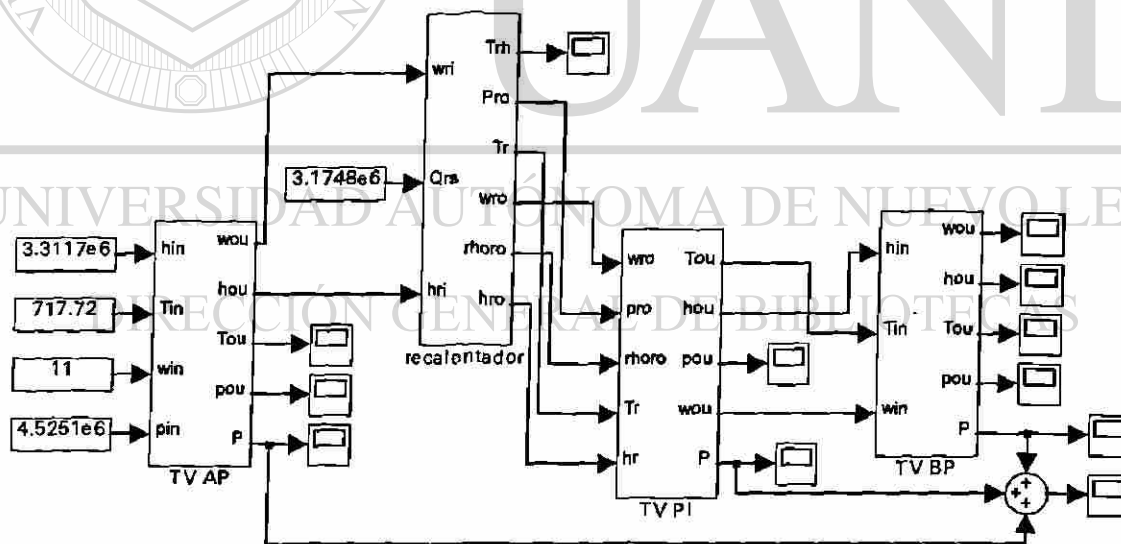 UANL
wri
Qrs
hri
Trh
Pro
Tr
wro
rhoro
hro
recalentador
3.1748e6
UNIVERSIDAD AUTÓNOMA DE NUEVO LE
DIRECCIÓN GENERAL DE BIBLIOTECAS
3.3117e6
717.72
11
4.5251e6
hin
Tin
win
pin
wou
hou
Tou
pou
P
TV AP
wro
pro
rhoro
Tr
hr
Tou
hou
pou
wou
P
TV PI
hin
Tin
win
wou
hou
Tou
pou
P
TV BP